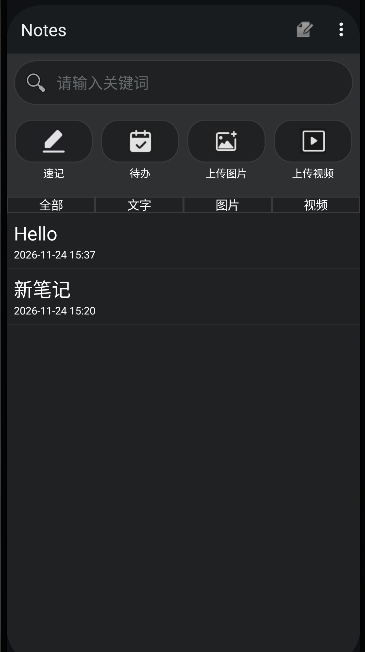 Notes
请输入关键词
速记 待办 上传图片 上传视频
全部 文字 图片 视频
Hello
2026-11-24 15:37
新笔记
2026-11-24 15:20